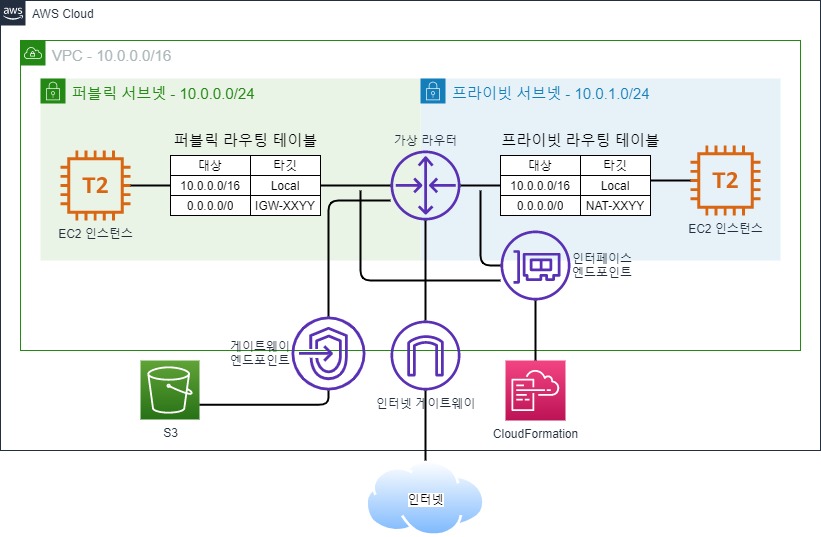 aws
AWS Cloud
VPC - 10.0.0.0/16
퍼블릭 서브넷 - 10.0.0.0/24
프라이빗 서브넷 - 10.0.1.0/24
퍼블릭 라우팅 테이블
대상 타깃
10.0.0.0/16 Local
0.0.0.0/0 IGW-XXYY
가상 라우터
프라이빗 라우팅 테이블
대상 타깃
10.0.0.0/16 Local
0.0.0.0/0 NAT-XXYY
T2
EC2 인스턴스
T2
EC2 인스턴스
인터페이스
엔드포인트
게이트웨이
엔드포인트
인터넷 게이트웨이
S3
CloudFormation
인터넷